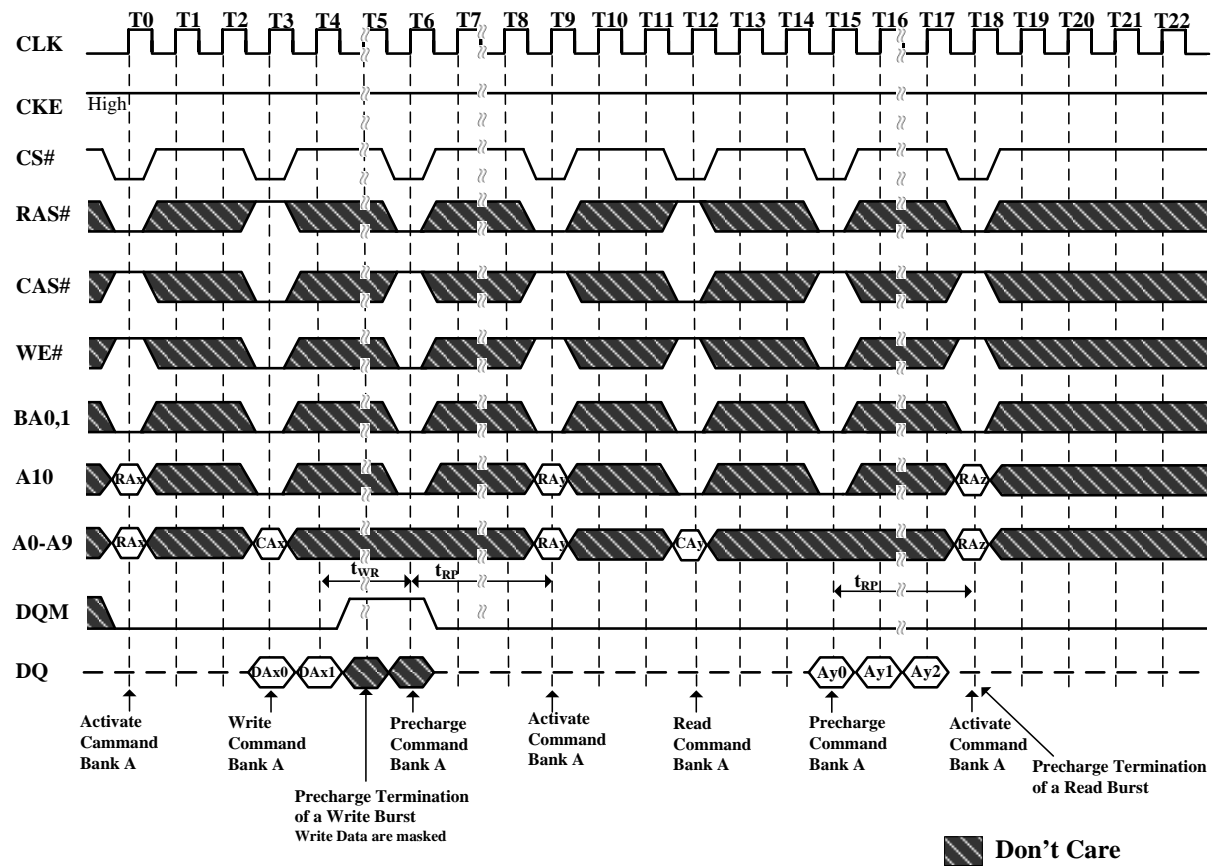 T0 T1 T2 T3 T4 T5 T6 T7 T8 T9 T10 T11 T12 T13 T14 T15 T16 T17 T18 T19 T20 T21 T22
CLK
CKE
High
CS#
RAS#
CAS#
WE#
BA0,1
A10
RAx RAy RAz
A0-A9
RAx CAx RAy CAy RAz
tWR tRP tRP
DQM
DQ
DAx0 DAx1 Ay0 Ay1 Ay2
Activate
Cammand
Bank A
Write
Command
Bank A
Precharge
Command
Bank A
Activate
Command
Bank A
Read
Command
Bank A
Precharge
Command
Bank A
Activate
Command
Bank A
Precharge Termination
of a Read Burst
Precharge Termination
of a Write Burst
Write Data are masked
Don't Care